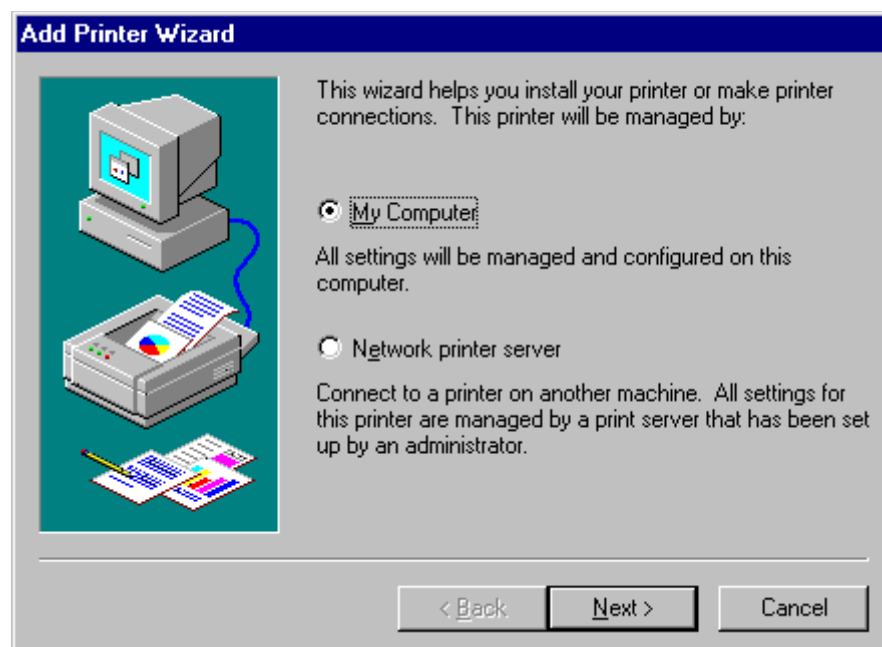 Add Printer Wizard
This wizard helps you install your printer or make printer
connections.  This printer will be managed by:
My Computer
All settings will be managed and configured on this
computer.
Network printer server
Connect to a printer on another machine.  All settings for
this printer are managed by a print server that has been set
up by an administrator.
< Back
Next >
Cancel